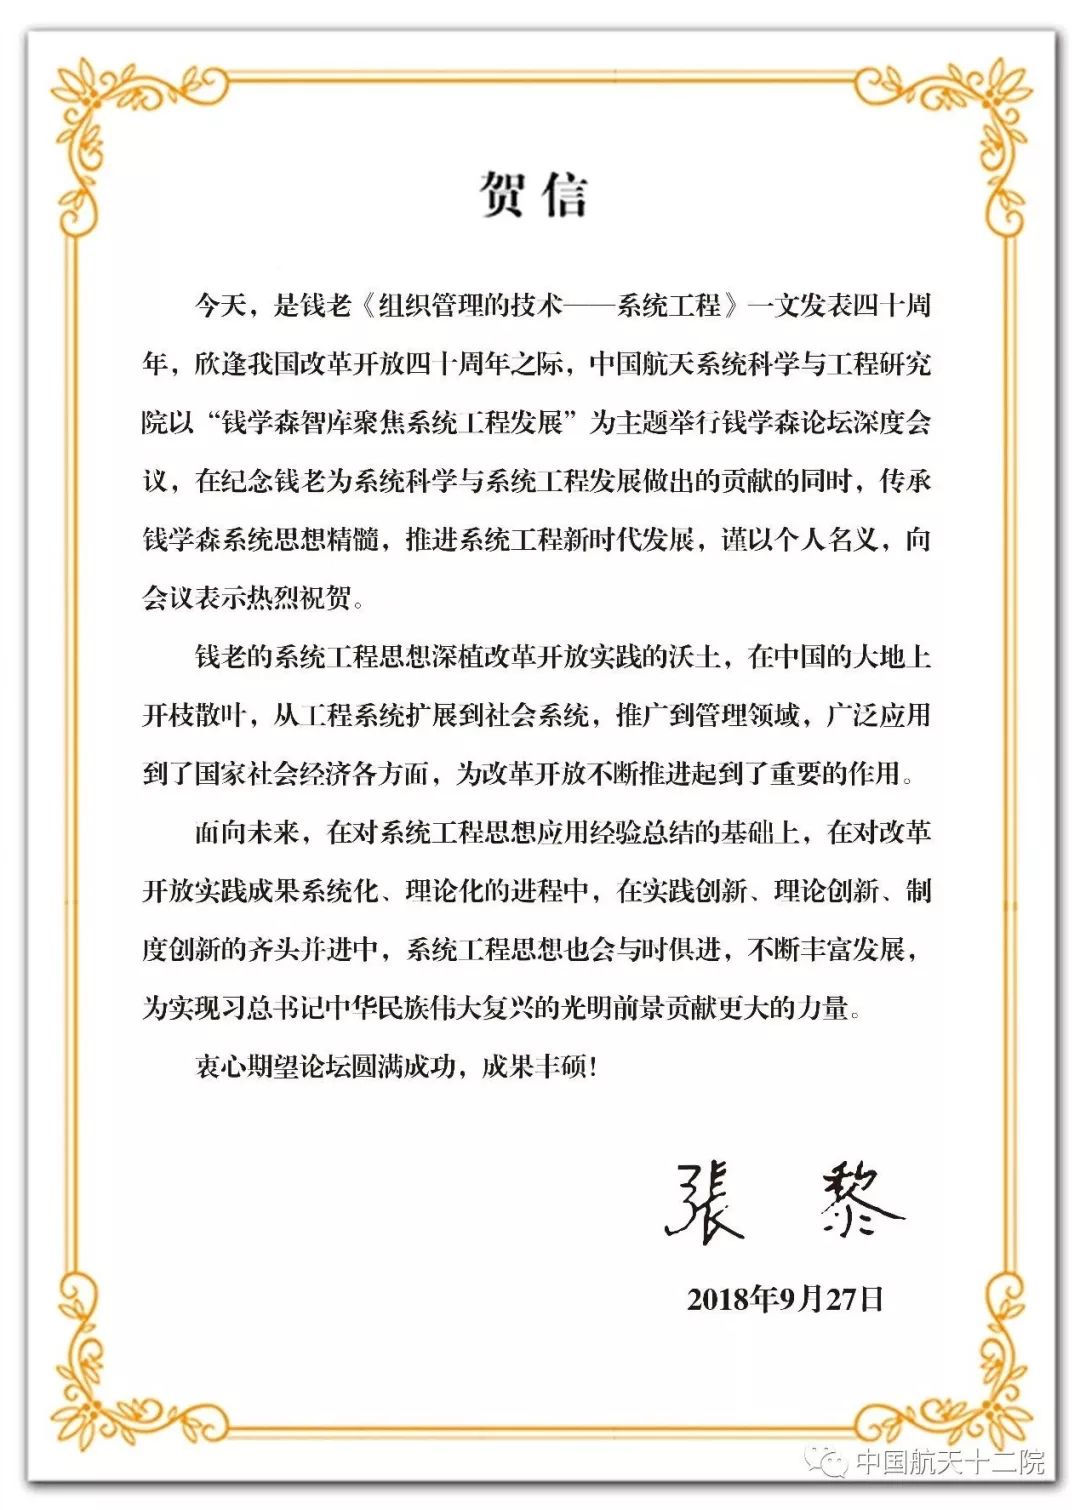 贺信
今天，是钱老《组织管理的技术——系统工程》一文发表四十周
年，欣逢我国改革开放四十周年之际，中国航天系统科学与工程研究
院以“钱学森智库聚焦系统工程发展”为主题举行钱学森论坛深度会
议，在纪念钱老为系统科学与系统工程发展做出的贡献的同时，传承
钱学森系统思想精髓，推进系统工程新时代发展，谨以个人名义，向
会议表示热烈祝贺。
钱老的系统工程思想深植改革开放实践的沃土，在中国的大地上
开枝散叶，从工程系统扩展到社会系统，推广到管理领域，广泛应用
到了国家社会经济各方面，为改革开放不断推进起到了重要的作用。
面向未来，在对系统工程思想应用经验总结的基础上，在对改革
开放实践成果系统化、理论化的进程中，在实践创新、理论创新、制
度创新的齐头并进中，系统工程思想也会与时俱进，不断丰富发展，
为实现习总书记中华民族伟大复兴的光明前景贡献更大的力量。
衷心期望论坛圆满成功，成果丰硕！
張 黎
2018年9月27日
中国航天十二院